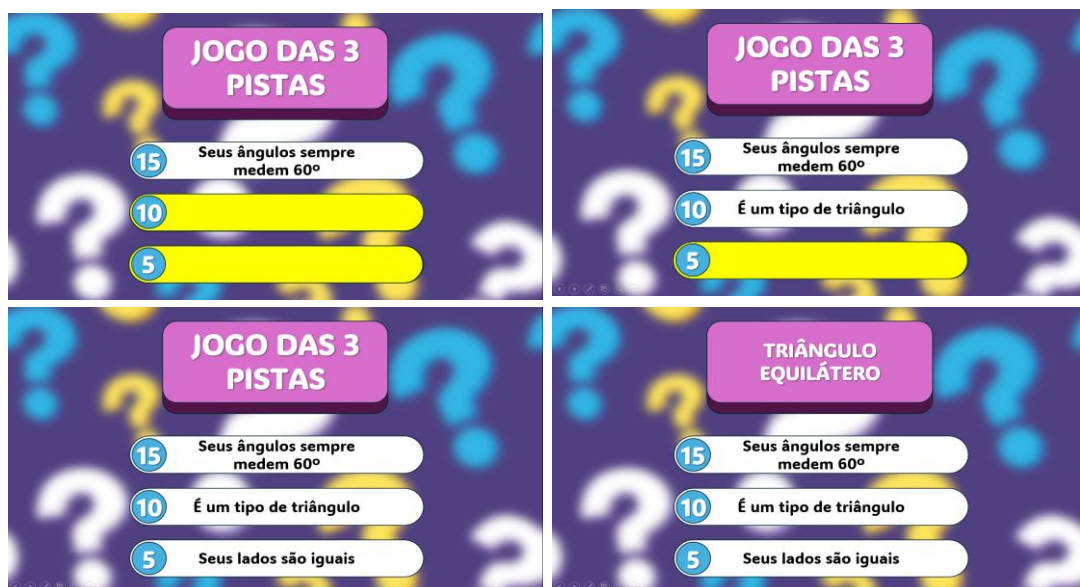 JOGO DAS 3
PISTAS
15
Seus ângulos sempre
medem 60º
10
5
JOGO DAS 3
PISTAS
15
Seus ângulos sempre
medem 60º
10
É um tipo de triângulo
5
JOGO DAS 3
PISTAS
15
Seus ângulos sempre
medem 60º
10
É um tipo de triângulo
5
Seus lados são iguais
TRIÂNGULO
EQUILÁTERO
15
Seus ângulos sempre
medem 60º
10
É um tipo de triângulo
5
Seus lados são iguais